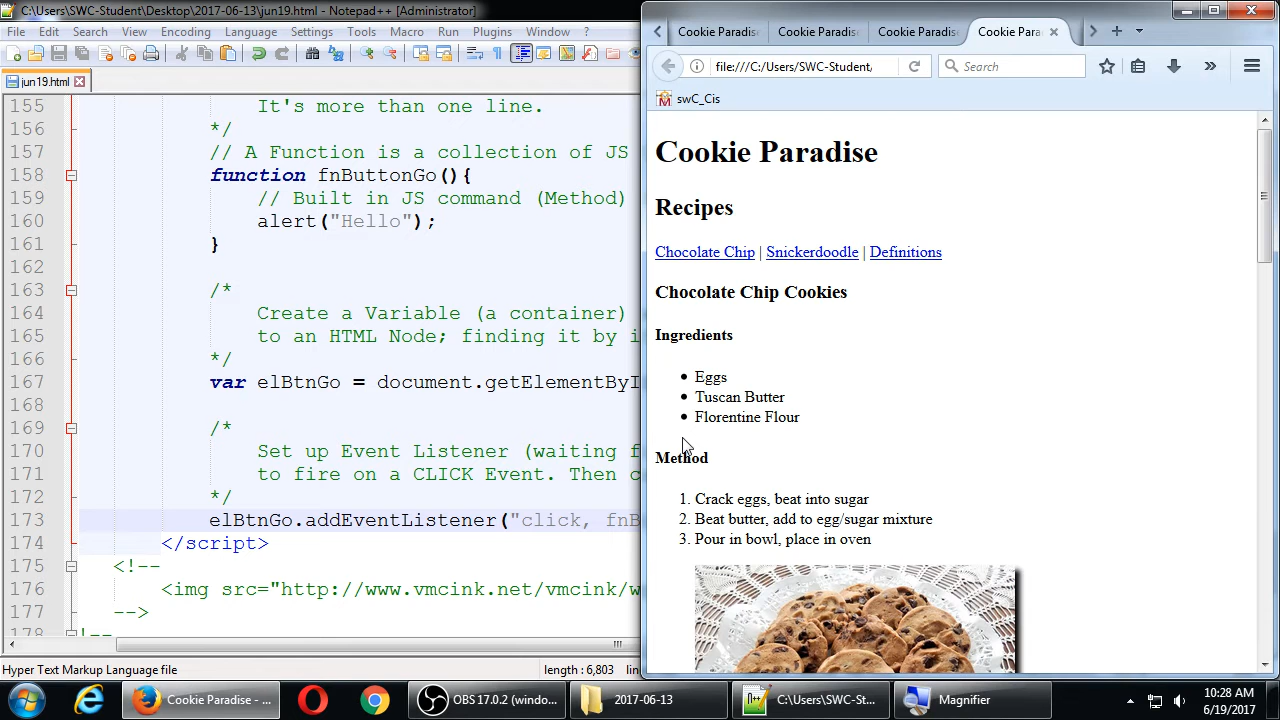 C:\Users\SWC-Student\Desktop\2017-06-13\jun19.html - Notepad++ [Administrator]
File Edit Search View Encoding Language Settings Tools Macro Run Plugins Window ?
jun19.html
155 It's more than one line.
156 */
157 // A Function is a collection of JS
158 function fnButtonGo(){
159 // Built in JS command (Method)
160 alert("Hello");
161 }
162
163 /*
164 Create a Variable (a container)
165 to an HTML Node; finding it by i
166 */
167 var elBtnGo = document.getElementByI
168
169 /*
170 Set up Event Listener (waiting f
171 to fire on a CLICK Event. Then c
172 */
173 elBtnGo.addEventListener("click, fnB
174 </script>
175 <!--
176 <img src="http://www.vmcink.net/vmcink/w
177 -->
178 <!--
Hyper Text Markup Language file length : 6,803 lin
Cookie Paradis Cookie Paradis Cookie Paradis Cookie Para
file:///C:/Users/SWC-Student, Search
swC_Cis
Cookie Paradise
Recipes
Chocolate Chip | Snickerdoodle | Definitions
Chocolate Chip Cookies
Ingredients
• Eggs
• Tuscan Butter
• Florentine Flour
Method
1. Crack eggs, beat into sugar
2. Beat butter, add to egg/sugar mixture
3. Pour in bowl, place in oven
Cookie Paradise - ... OBS 17.0.2 (windo... 2017-06-13 C:\Users\SWC-St... Magnifier
10:28 AM
6/19/2017